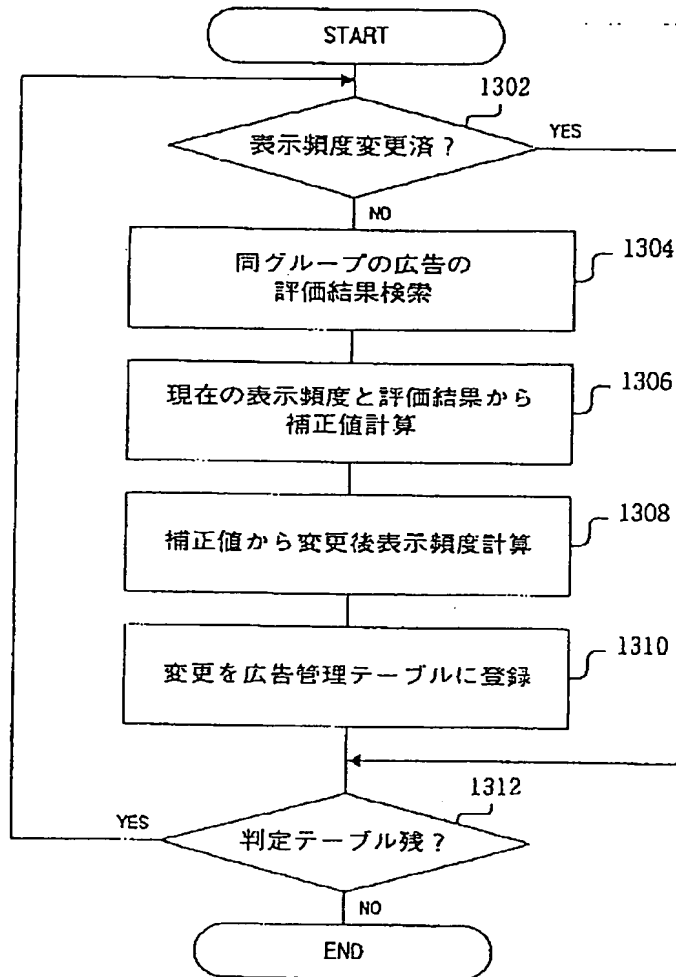 START
1302
表示頻度変更済?
YES
NO
同グループの広告の
評価結果検索
1304
現在の表示頻度と評価結果から
補正値計算
1306
補正値から変更後表示頻度計算
1308
変更を広告管理テーブルに登録
1310
1312
YES
判定テーブル残?
NO
END